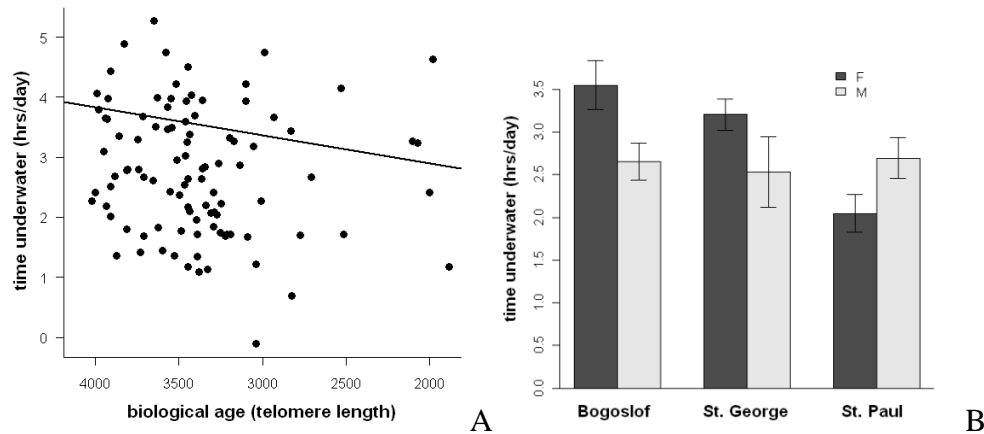 time underwater (hrs/day)
5
4
3
2
1
0
4000 3500 3000 2500 2000
biological age (telomere length)
A
time underwater (hrs/day)
3.5
3.0
2.5
2.0
1.5
1.0
0.5
0.0
F
M
Bogoslof St. George St. Paul
B